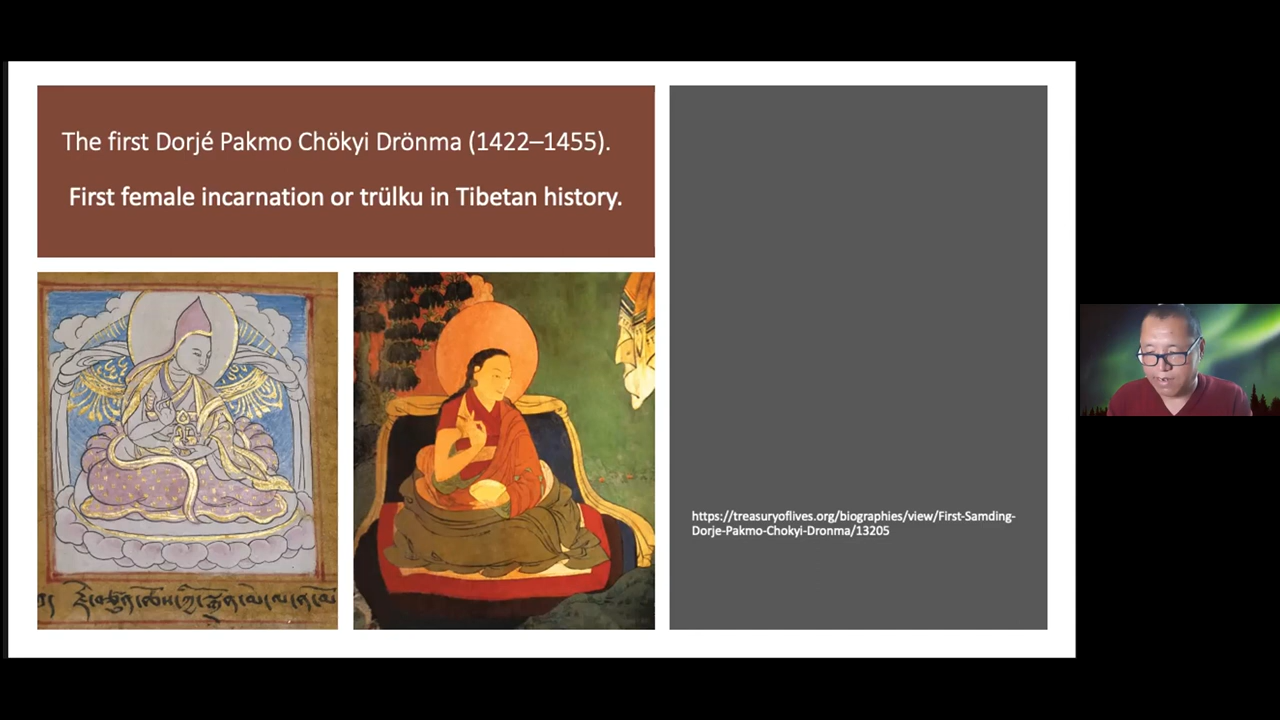 The first Dorjé Pakmo Chökyi Drönma (1422–1455).
First female incarnation or trülku in Tibetan history.
https://treasuryoflives.org/biographies/view/First-Samding-
Dorje-Pakmo-Chokyi-Dronma/13205